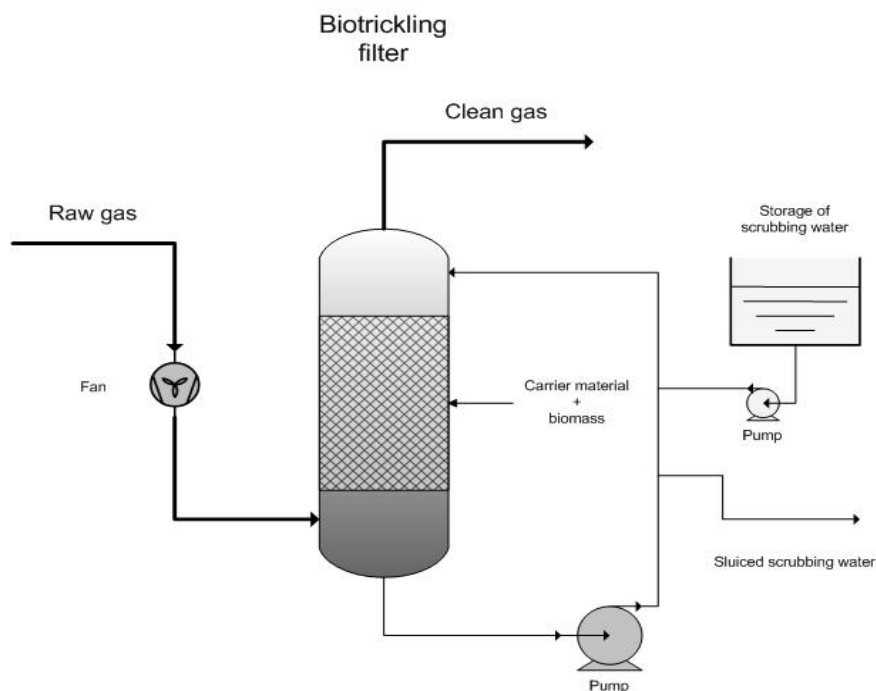 Biotrickling
filter
Clean gas
Raw gas
Storage of
scrubbing water
Fan
Carrier material
+
biomass
Pump
Sluiced scrubbing water
Pump